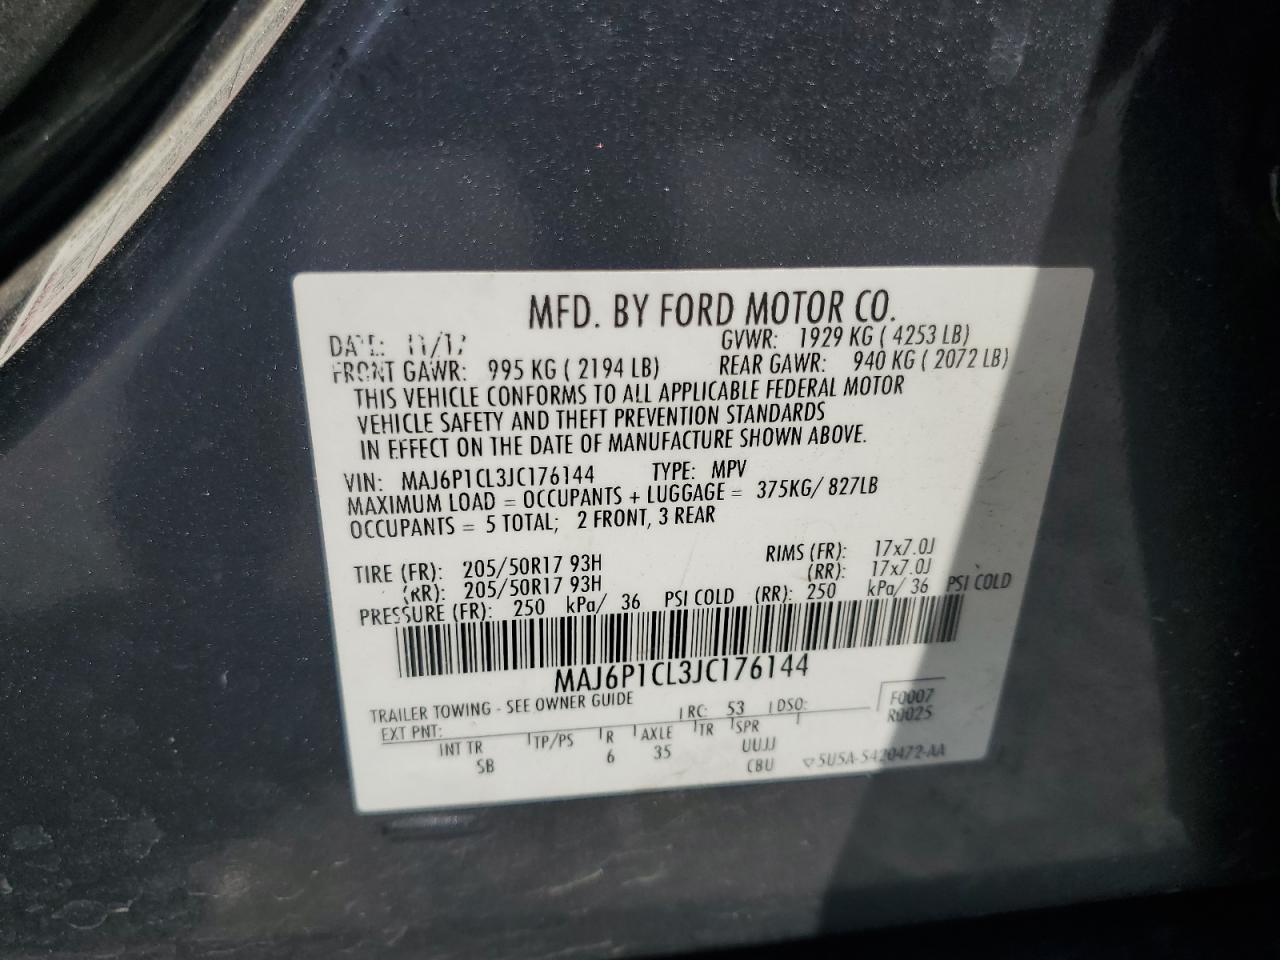 MFD. BY FORD MOTOR CO.
DATE: 11/17 GVWR: 1929 KG ( 4253 LB)
FRONT GAWR: 995 KG ( 2194 LB) REAR GAWR: 940 KG ( 2072 LB)
THIS VEHICLE CONFORMS TO ALL APPLICABLE FEDERAL MOTOR
VEHICLE SAFETY AND THEFT PREVENTION STANDARDS
IN EFFECT ON THE DATE OF MANUFACTURE SHOWN ABOVE.
VIN: MAJ6P1CL3JC176144 TYPE: MPV
MAXIMUM LOAD = OCCUPANTS + LUGGAGE = 375KG/ 827LB
OCCUPANTS = 5 TOTAL; 2 FRONT, 3 REAR
TIRE (FR): 205/50R17 93H RIMS (FR): 17x7.0J
(RR): 205/50R17 93H (RR): 17x7.0J
PRESSURE (FR): 250 kPa/ 36 PSI COLD (RR): 250 kPa/ 36 PSI COLD
MAJ6P1CL3JC176144
TRAILER TOWING - SEE OWNER GUIDE
F0007
EXT PNT: RC: 53 DSO: R0025
INT TR TP/PS R AXLE TR SPR
SB 6 35 UUJJ
CBU 5U5A-5420472-AA